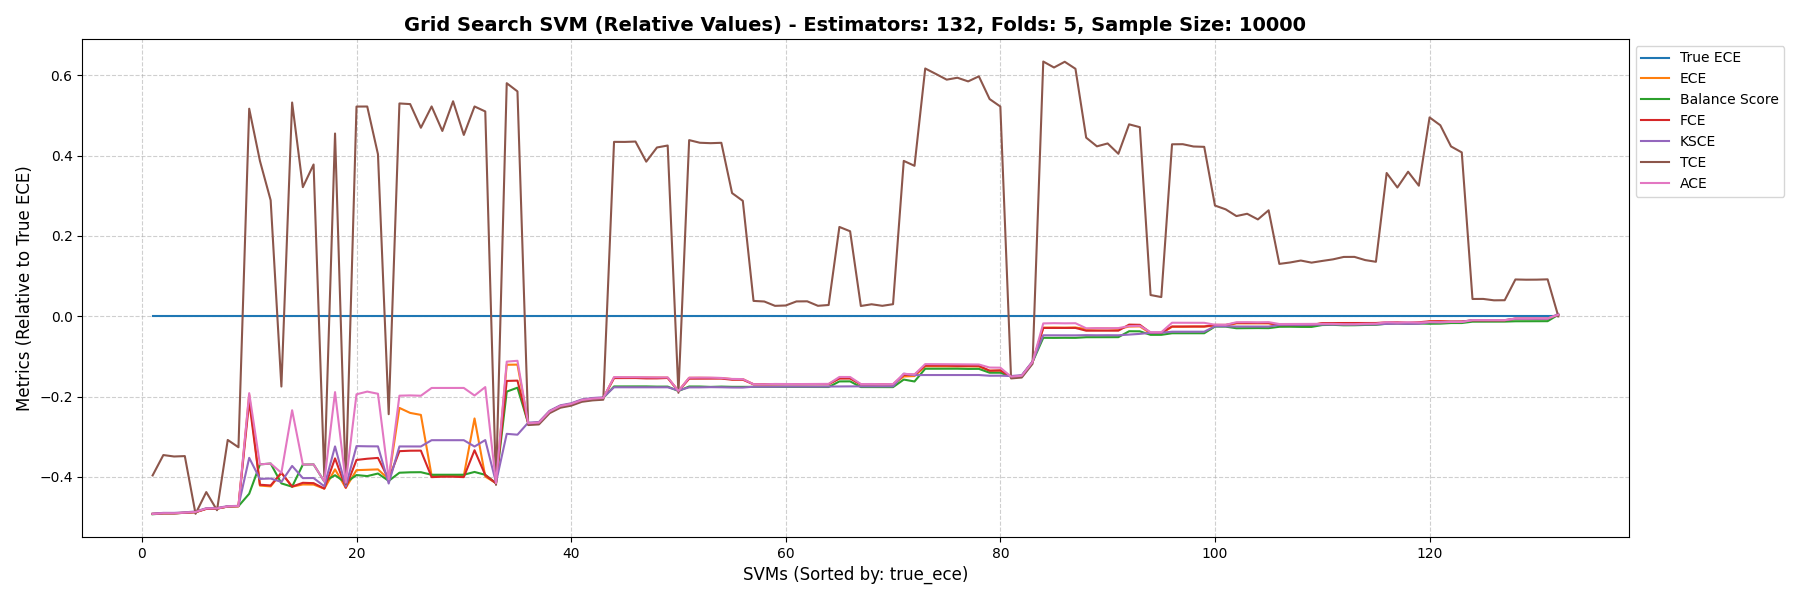 Grid Search SVM (Relative Values) - Estimators: 132, Folds: 5, Sample Size: 10000
Metrics (Relative to True ECE)
0.6
0.4
0.2
0.0
−0.2
−0.4
0
20
40
60
80
100
120
SVMs (Sorted by: true_ece)
True ECE
ECE
Balance Score
FCE
KSCE
TCE
ACE